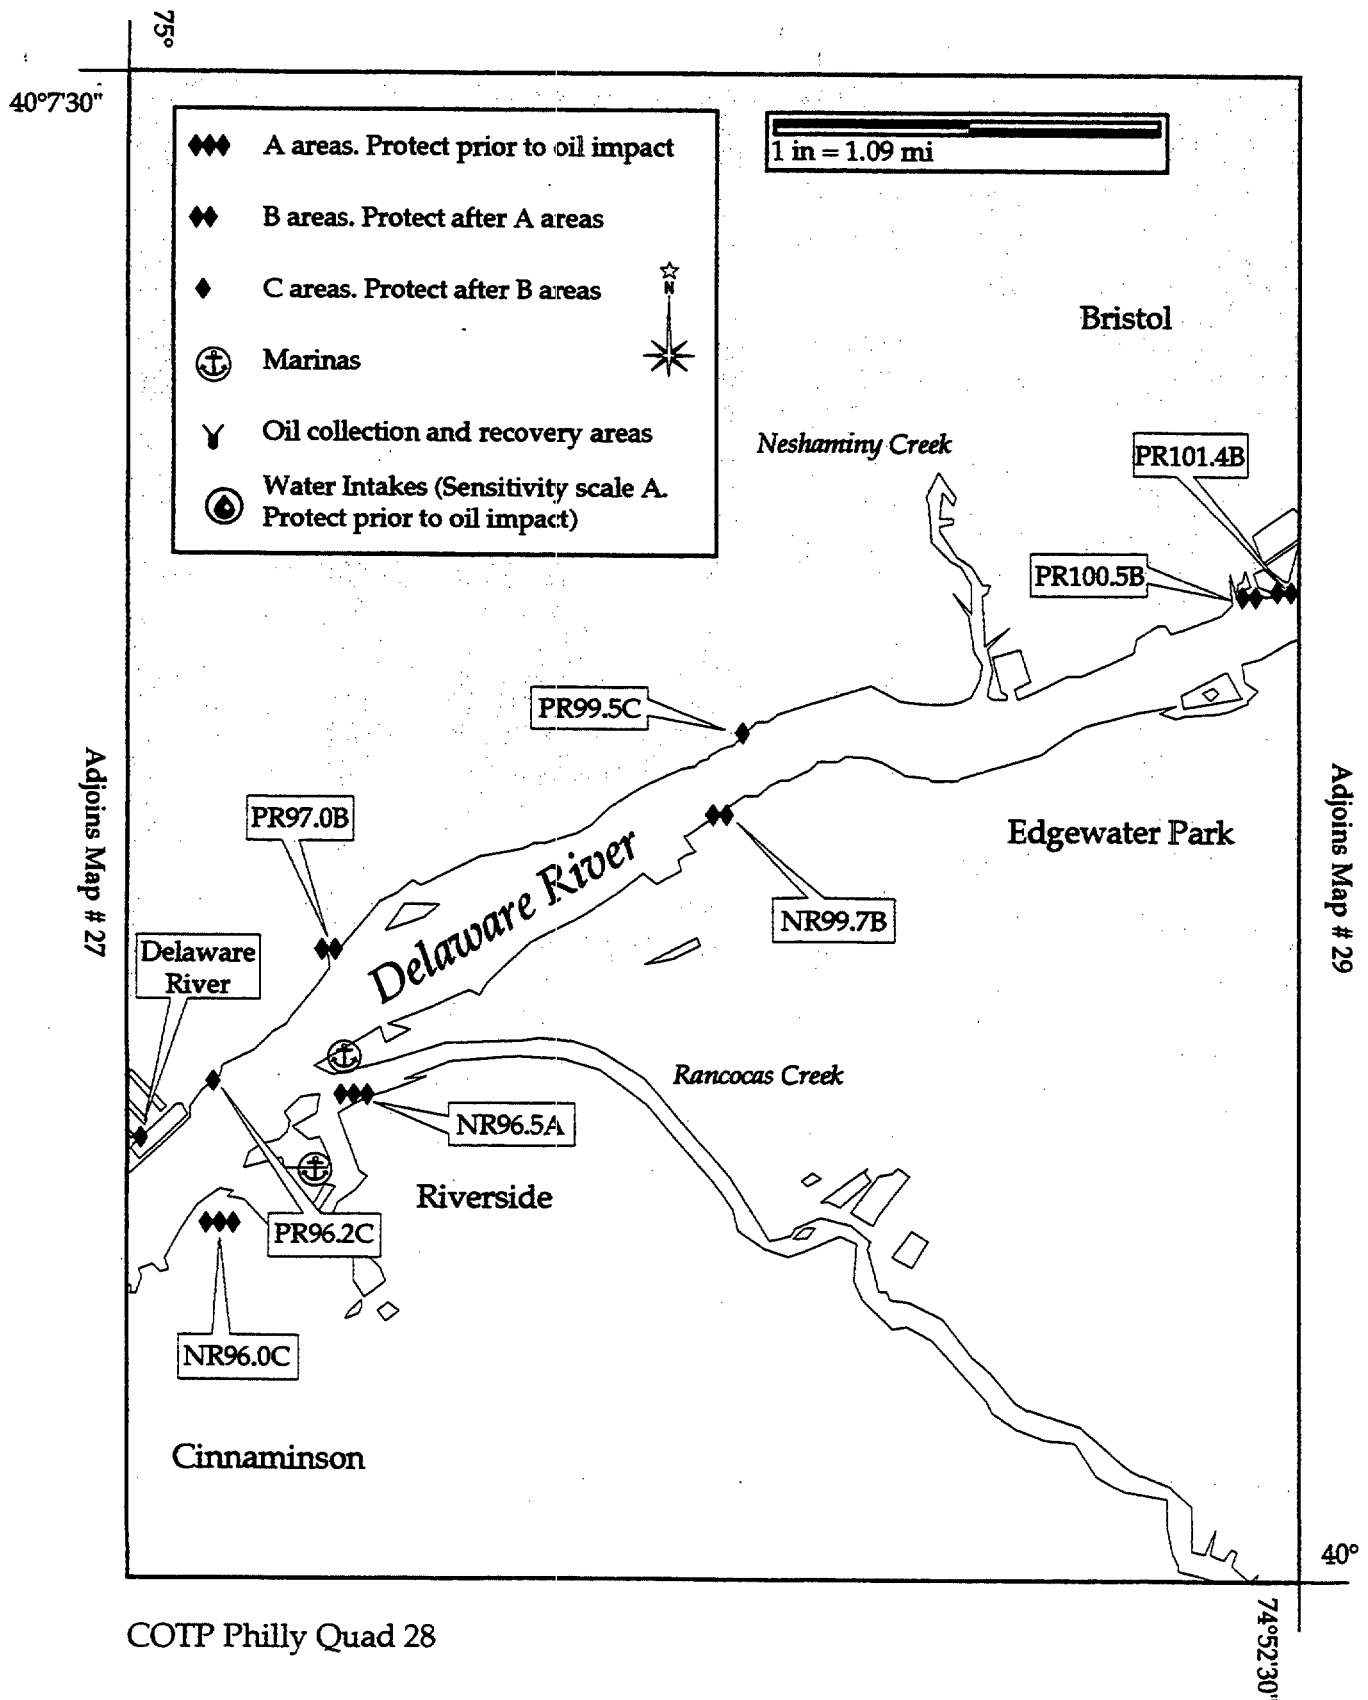 75°
40°7'30"
A areas. Protect prior to oil impact
B areas. Protect after A areas
C areas. Protect after B areas
N
Marinas
Oil collection and recovery areas
Water Intakes (Sensitivity scale A.
Protect prior to oil impact)
1 in = 1.09 mi
Bristol
Neshaminy Creek
PR101.4B
PR100.5B
PR99.5C
Adjoins Map # 27
Adjoins Map # 29
PR97.0B
Delaware River
Edgewater Park
NR99.7B
Delaware
River
Rancocas Creek
NR96.5A
Riverside
PR96.2C
NR96.0C
Cinnaminson
40°
74°52'30"
COTP Philly Quad 28